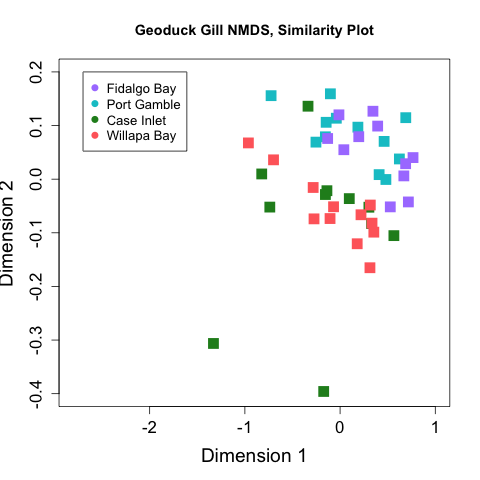 Geoduck Gill NMDS, Similarity Plot
Fidalgo Bay
Port Gamble
Case Inlet
Willapa Bay
0.2
0.1
0.0
-0.1
-0.2
-0.3
-0.4
Dimension 2
-2 -1 0 1
Dimension 1